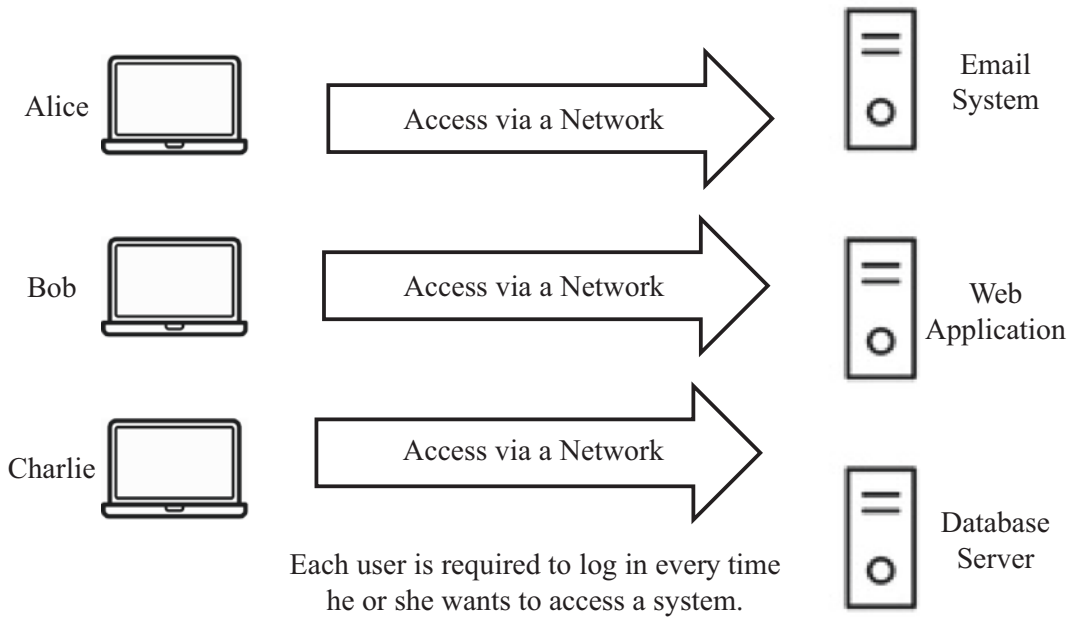 Alice
Access via a Network
Email
System
Bob
Access via a Network
Web
Application
Charlie
Access via a Network
Database
Server
Each user is required to log in every time
he or she wants to access a system.